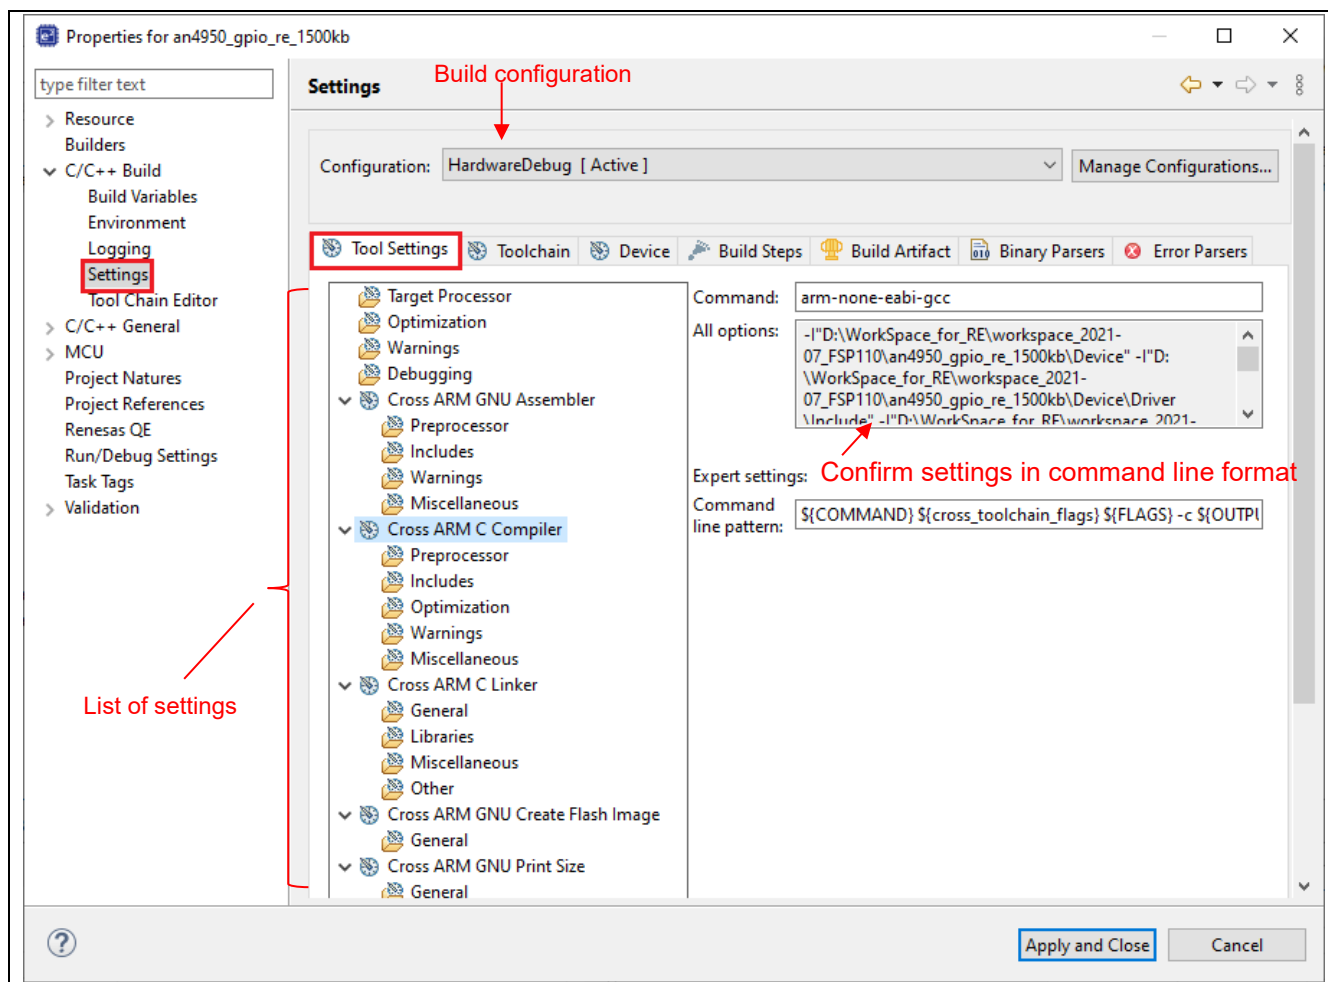 Properties for an4950_gpio_re_1500kb
type filter text
Resource
Builders
C/C++ Build
Build Variables
Environment
Logging
Settings
Tool Chain Editor
C/C++ General
MCU
Project Natures
Project References
Renesas QE
Run/Debug Settings
Task Tags
Validation
List of settings
Settings
Build configuration
Configuration:
HardwareDebug [ Active ]
Manage Configurations...
Tool Settings
Toolchain
Device
Build Steps
Build Artifact
Binary Parsers
Error Parsers
Target Processor
Optimization
Warnings
Debugging
Cross ARM GNU Assembler
Preprocessor
Includes
Warnings
Miscellaneous
Cross ARM C Compiler
Preprocessor
Includes
Optimization
Warnings
Miscellaneous
Cross ARM C Linker
General
Libraries
Miscellaneous
Other
Cross ARM GNU Create Flash Image
General
Cross ARM GNU Print Size
General
Command:
arm-none-eabi-gcc
All options:
-I"D:\WorkSpace_for_RE\workspace_2021-
07_FSP110\an4950_gpio_re_1500kb\Device" -I"D:
\WorkSpace_for_RE\workspace_2021-
07_FSP110\an4950_gpio_re_1500kb\Device\Driver
\Include" -I"D:\WorkSpace_for_RE\workspace_2021-
Confirm settings in command line format
Expert settings:
Command
line pattern:
${COMMAND} ${cross_toolchain_flags} ${FLAGS} -c ${OUTPU
Apply and Close
Cancel